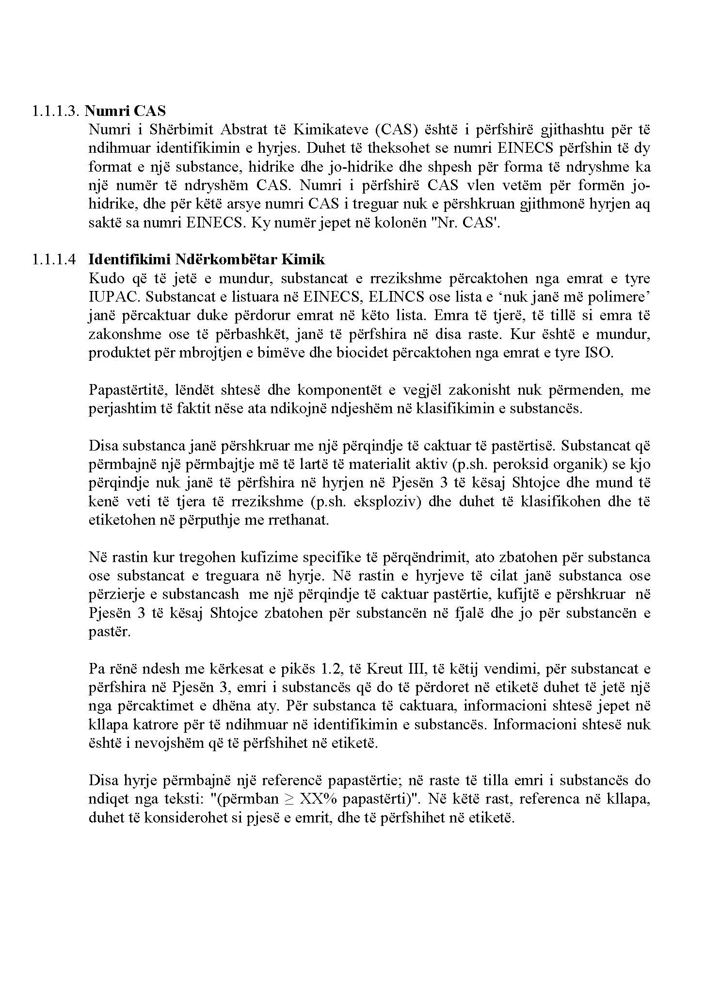 1.1.1.3. Numri CAS
Numri i Shërbimit Abstrat të Kimikateve (CAS) është i përfshirë gjithashtu për të
ndihmuar identifikimin e hyrjes. Duhet të theksohet se numri EINECS përfshin të dy
format e një substance, hidrike dhe jo-hidrike dhe shpesh për forma të ndryshme ka
një numër të ndryshëm CAS. Numri i përfshirë CAS vlen vetëm për formën jo-
hidrike, dhe për këtë arsye numri CAS i treguar nuk e përshkruan gjithmonë hyrjen aq
saktë sa numri EINECS. Ky numër jepet në kolonën "Nr. CAS'.
1.1.1.4 Identifikimi Ndërkombëtar Kimik
Kudo që të jetë e mundur, substancat e rrezikshme përcaktohen nga emrat e tyre
IUPAC. Substancat e listuara në EINECS, ELINCS ose lista e ‘nuk janë më polimere’
janë përcaktuar duke përdorur emrat në këto lista. Emra të tjerë, të tillë si emra të
zakonshme ose të përbashkët, janë të përfshira në disa raste. Kur është e mundur,
produktet për mbrojtjen e bimëve dhe biocidet përcaktohen nga emrat e tyre ISO.
Papastërtitë, lëndët shtesë dhe komponentët e vegjël zakonisht nuk përmenden, me
perjashtim të faktit nëse ata ndikojnë ndjeshëm në klasifikimin e substancës.
Disa substanca janë përshkruar me një përqindje të caktuar të pastërtisë. Substancat që
përmbajnë një përmbajtje më të lartë të materialit aktiv (p.sh. peroksid organik) se kjo
përqindje nuk janë të përfshira në hyrjen në Pjesën 3 të kësaj Shtojce dhe mund të
kenë veti të tjera të rrezikshme (p.sh. eksploziv) dhe duhet të klasifikohen dhe të
etiketohen në përputhje me rrethanat.
Në rastin kur tregohen kufizime specifike të përqëndrimit, ato zbatohen për substanca
ose substancat e treguara në hyrje. Në rastin e hyrjeve të cilat janë substanca ose
përzierje e substancash me një përqindje të caktuar pastërtie, kufijtë e përshkruar në
Pjesën 3 të kësaj Shtojce zbatohen për substancën në fjalë dhe jo për substancën e
pastër.
Pa rënë ndesh me kërkesat e pikës 1.2, të Kreut III, të këtij vendimi, për substancat e
përfshira në Pjesën 3, emri i substancës që do të përdoret në etiketë duhet të jetë një
nga përcaktimet e dhëna aty. Për substanca të caktuara, informacioni shtesë jepet në
kllapa katrore për të ndihmuar në identifikimin e substancës. Informacioni shtesë nuk
është i nevojshëm që të përfshihet në etiketë.
Disa hyrje përmbajnë një referencë papastërtie; në raste të tilla emri i substancës do
ndiqet nga teksti: "(përmban ≥ XX% papastërti)". Në këtë rast, referenca në kllapa,
duhet të konsiderohet si pjesë e emrit, dhe të përfshihet në etiketë.